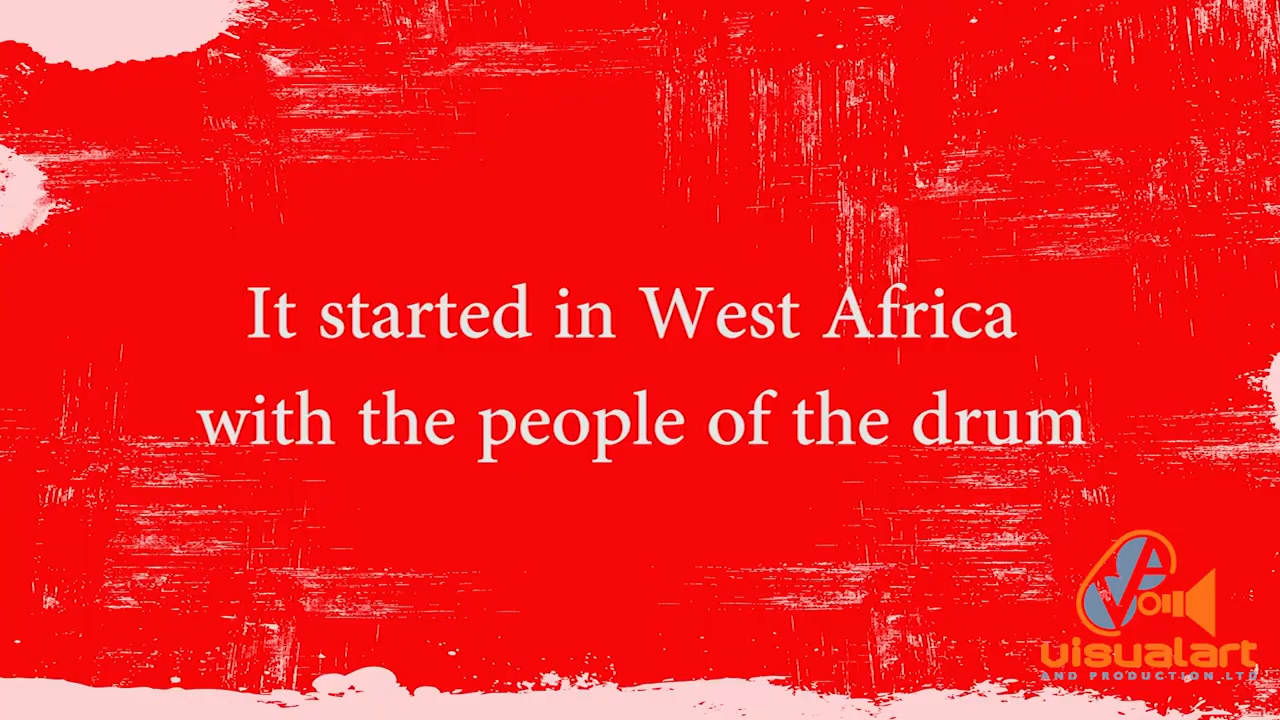 It started in West Africa
with the people of the drum
visualart
AND PRODUCTION LTD